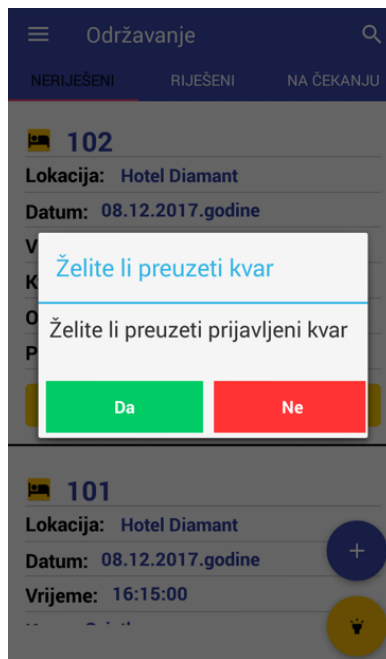 Održavanje
NERIJEŠENI RIJEŠENI NA ČEKANJU
102
Lokacija: Hotel Diamant
Datum: 08.12.2017.godine
V
K
O
P
Želite li preuzeti kvar
Želite li preuzeti prijavljeni kvar
Da Ne
101
Lokacija: Hotel Diamant
Datum: 08.12.2017.godine
Vrijeme: 16:15:00